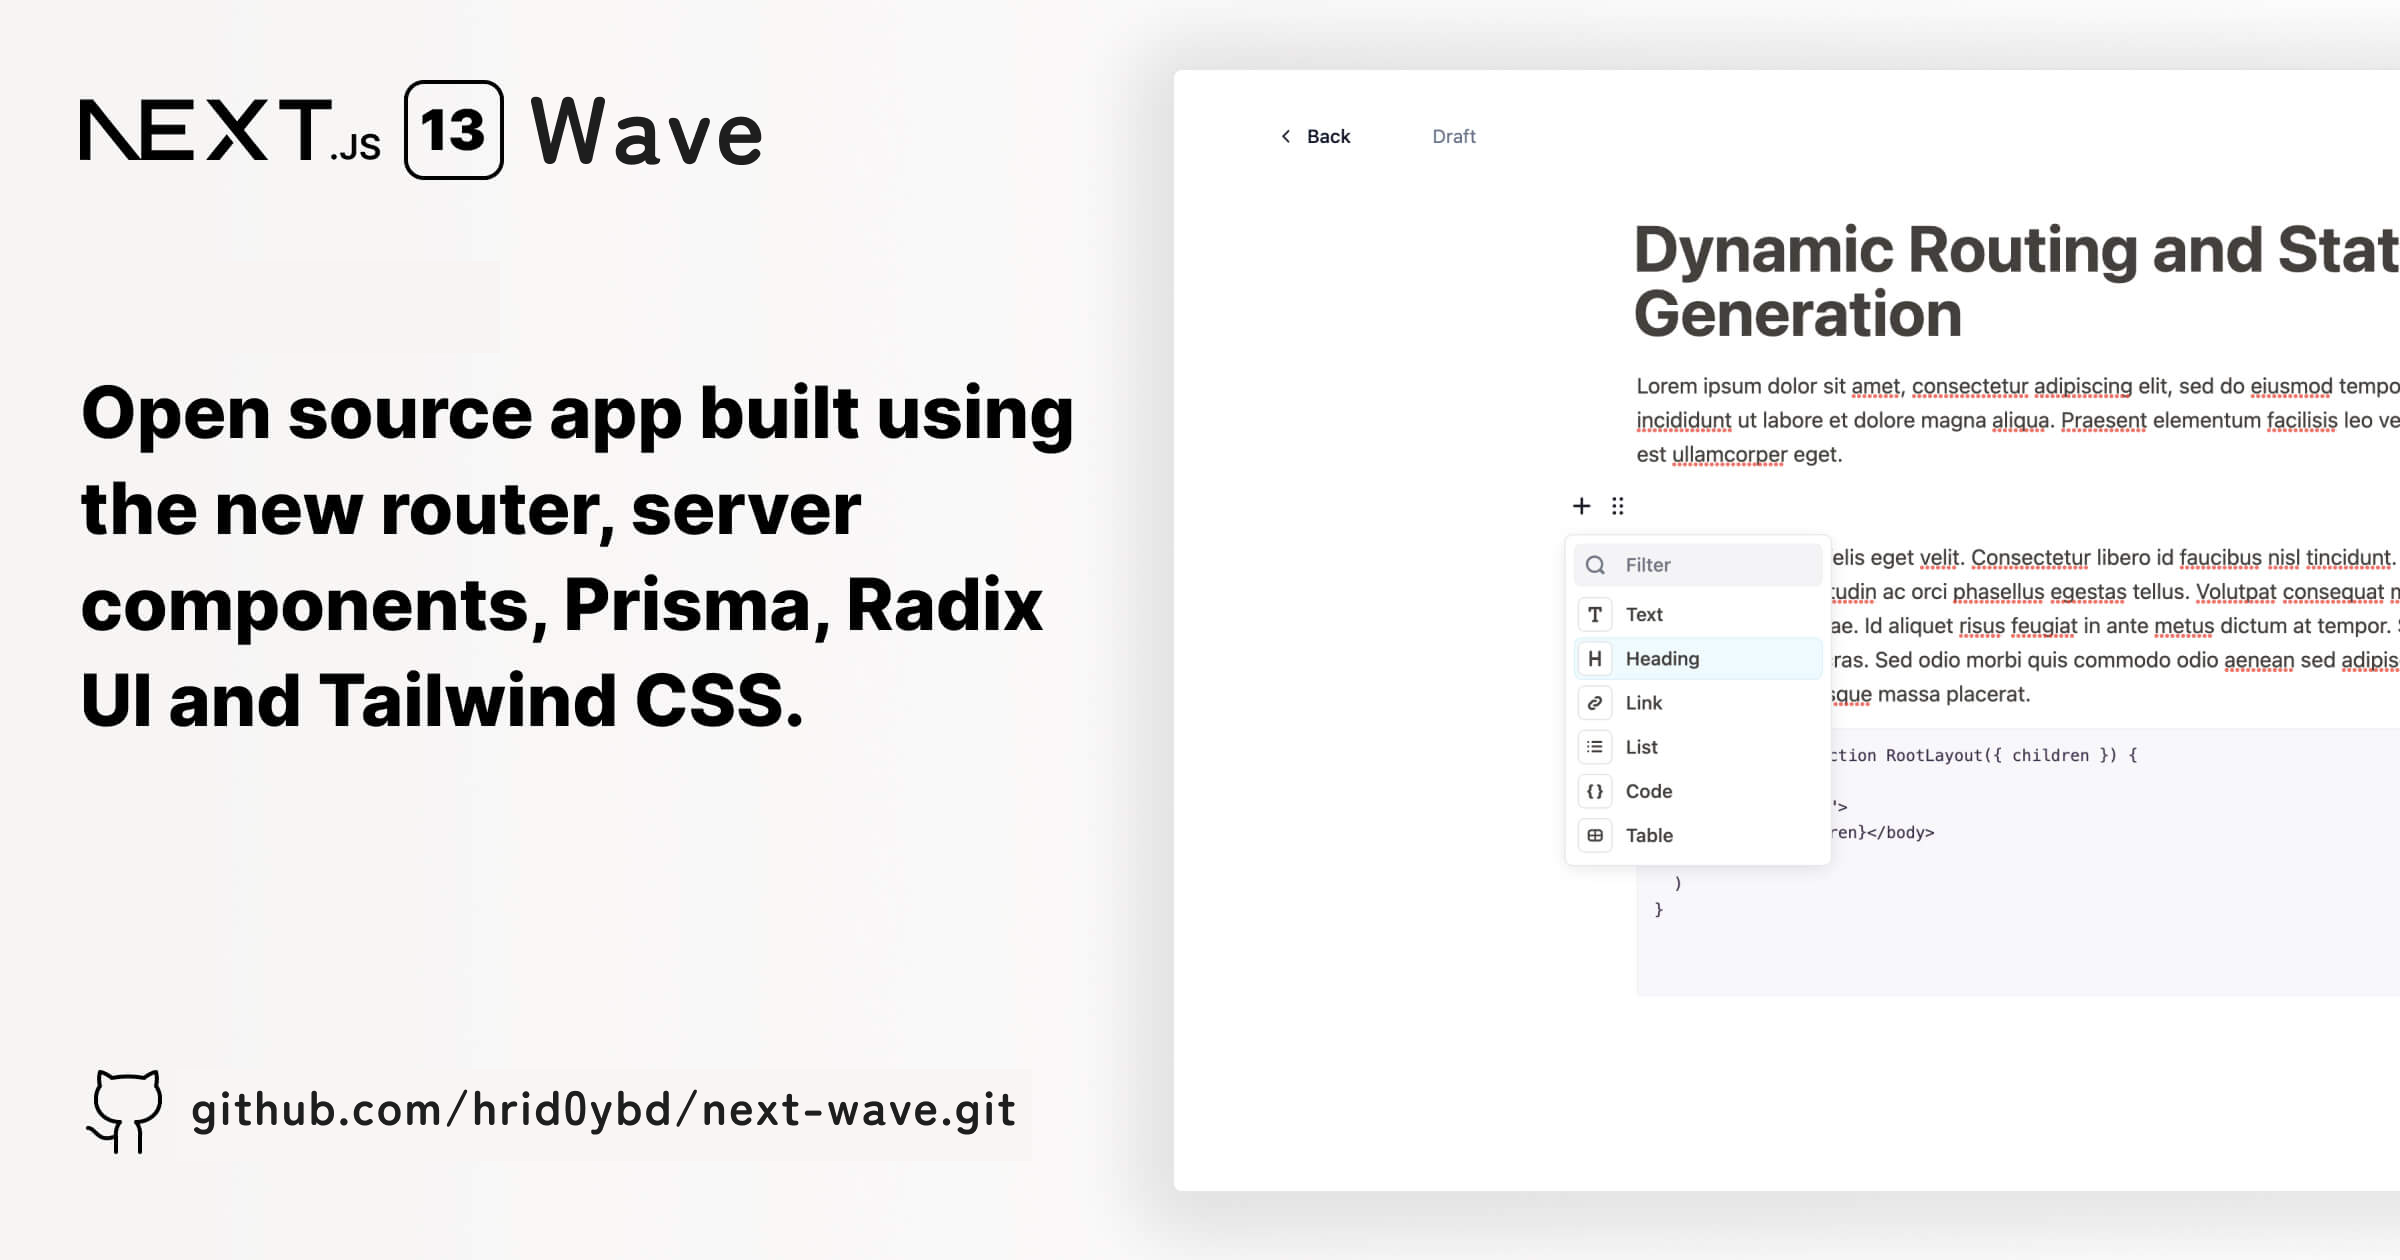 NEXT.JS 13 Wave
Open source app built using
the new router, server
components, Prisma, Radix
UI and Tailwind CSS.
github.com/hrid0ybd/next-wave.git
Back Draft
Dynamic Routing and Stat
Generation
Lorem ipsum dolor sit amet, consectetur adipiscing elit, sed do eiusmod tempo
incididunt ut labore et dolore magna aliqua. Praesent elementum facilisis leo ve
est ullamcorper eget.
Filter
Text
Heading
Link
List
Code
Table
elis eget velit. Consectetur libero id faucibus nisl tincidunt.
tudin ac orci phasellus egestas tellus. Volutpat consequat m
ae. Id aliquet risus feugiat in ante metus dictum at tempor.
ras. Sed odio morbi quis commodo odio aenean sed adipis
sque massa placerat.
ction RootLayout({ children }) {
'>
ren}</body>
)
}